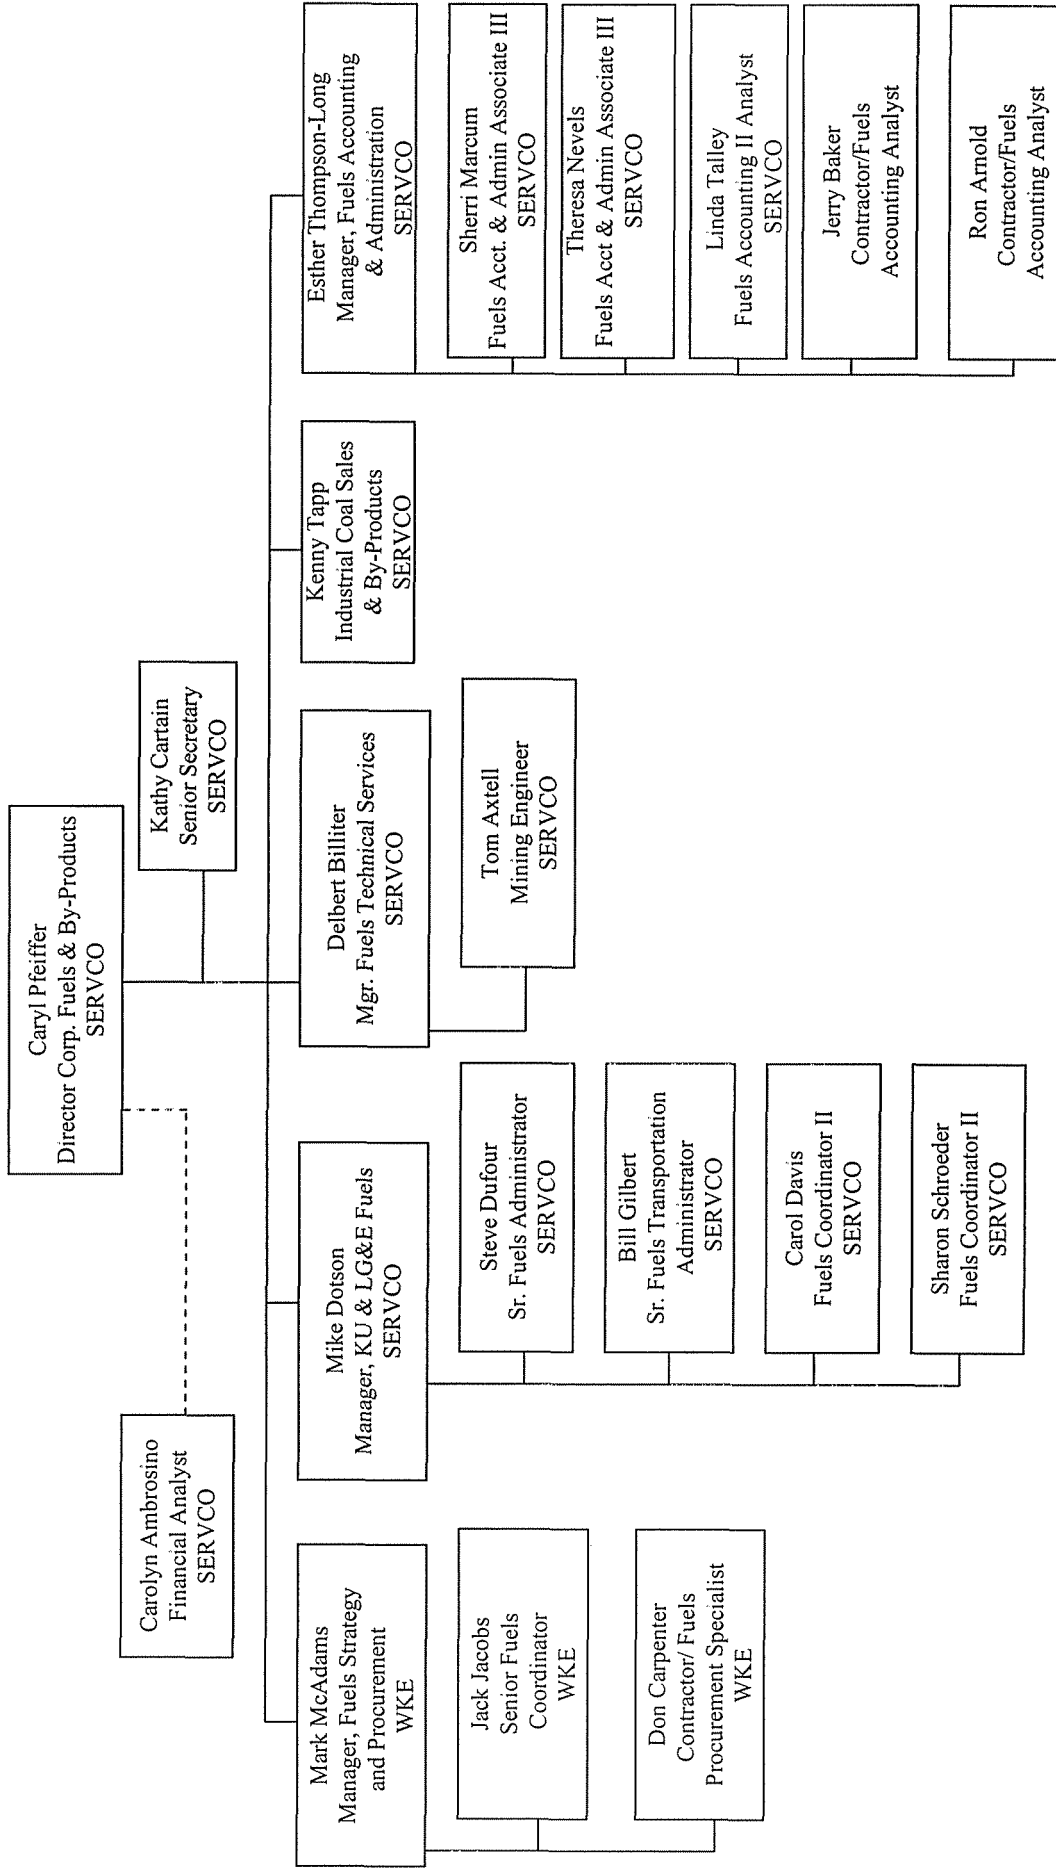 Caryl Pfeiffer
Director Corp. Fuels & By-Products
SERVCO
Carolyn Ambrosino
Financial Analyst
SERVCO
Kathy Cartain
Senior Secretary
SERVCO
Mark McAdams
Manager, Fuels Strategy
and Procurement
WKE
Jack Jacobs
Senior Fuels
Coordinator
WKE
Don Carpenter
Contractor/ Fuels
Procurement Specialist
WKE
Mike Dotson
Manager, KU & LG&E Fuels
SERVCO
Steve Dufour
Sr. Fuels Administrator
SERVCO
Bill Gilbert
Sr. Fuels Transportation
Administrator
SERVCO
Carol Davis
Fuels Coordinator II
SERVCO
Sharon Schroeder
Fuels Coordinator II
SERVCO
Delbert Billiter
Mgr. Fuels Technical Services
SERVCO
Tom Axtell
Mining Engineer
SERVCO
Kenny Tapp
Industrial Coal Sales
& By-Products
SERVCO
Esther Thompson-Long
Manager, Fuels Accounting
& Administration
SERVCO
Sherri Marcum
Fuels Acct. & Admin Associate III
SERVCO
Theresa Nevels
Fuels Acct & Admin Associate III
SERVCO
Linda Talley
Fuels Accounting II Analyst
SERVCO
Jerry Baker
Contractor/Fuels
Accounting Analyst
Ron Arnold
Contractor/Fuels
Accounting Analyst